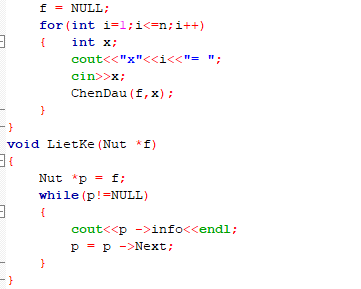 f = NULL;
for(int i=1;i<=n;i++)
{ int x;
cout<<"x"<<i<<"= ";
cin>>x;
ChenDau(f,x);
}
}
void LietKe(Nut *f)
{
Nut *p = f;
while(p!=NULL)
{
cout<<p ->info<<endl;
p = p ->Next;
}
}